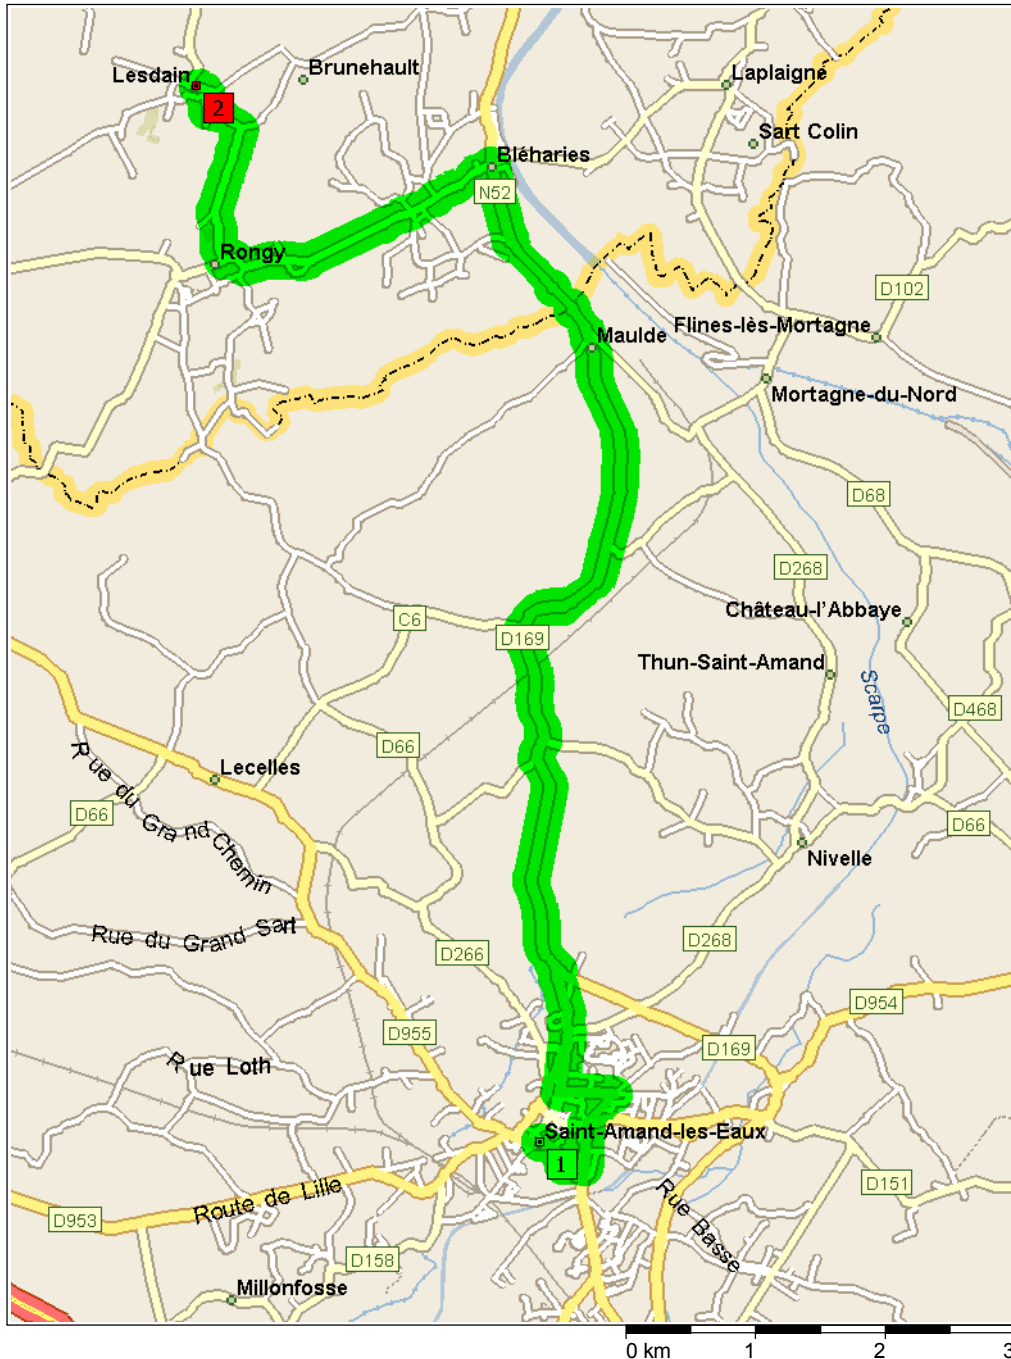 Lesdain
Brunehault
Laplaigne
2
Sart Colin
Bléharies
N52
Rongy
D102
Flines-lès-Mortagne
Maulde
Mortagne-du-Nord
D68
D268
Château-l'Abbaye
C6
D169
Thun-Saint-Amand
Scarpe
D468
D66
Lecelles
Rue du Grand Chemin
D66
D66
Nivelle
Rue du Grand Sart
D268
D266
D954
D955
D169
Rue Loth
Saint-Amand-les-Eaux
1
D151
Route de Lille
Rue Basse
D953
D158
Millonfosse
0 km 1 2 3